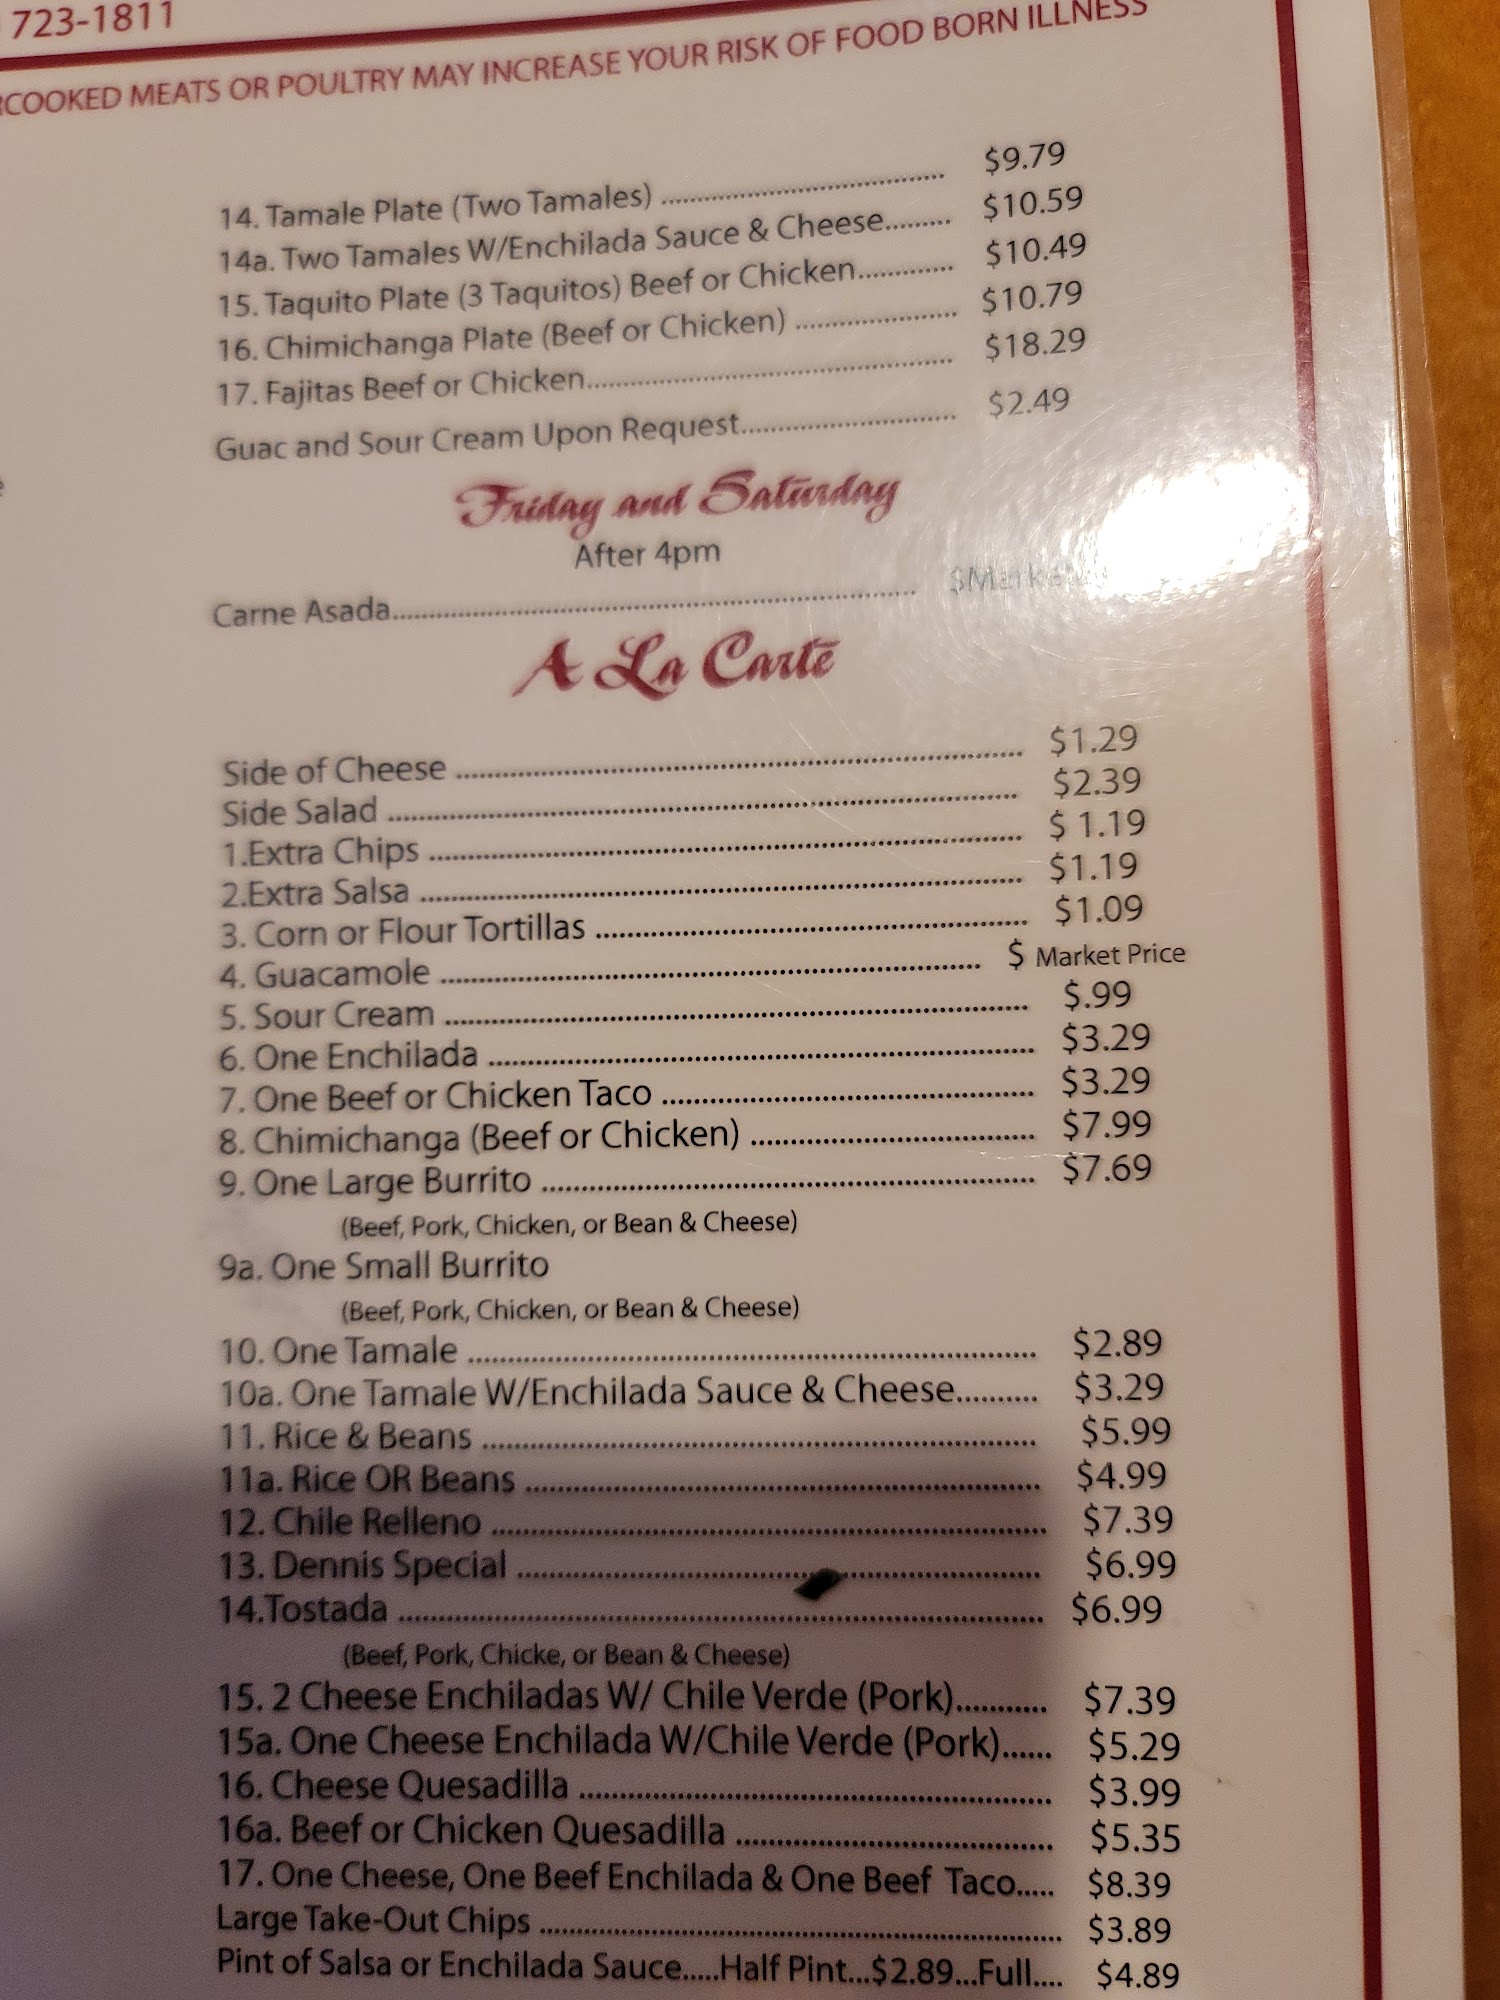 723-1811
COOKED MEATS OR POULTRY MAY INCREASE YOUR RISK OF FOOD BORN ILLNESS
14. Tamale Plate (Two Tamales) ........ $9.79
14a. Two Tamales W/Enchilada Sauce & Cheese........ $10.59
15. Taquito Plate (3 Taquitos) Beef or Chicken........ $10.49
16. Chimichanga Plate (Beef or Chicken) ........ $10.79
17. Fajitas Beef or Chicken........ $18.29
Guac and Sour Cream Upon Request........ $2.49
Friday and Saturday
After 4pm
Carne Asada........ $Market
A La Carte
Side of Cheese ........ $1.29
Side Salad ........ $2.39
1.Extra Chips ........ $ 1.19
2.Extra Salsa ........ $1.19
3. Corn or Flour Tortillas ........ $1.09
4. Guacamole ........ $ Market Price
5. Sour Cream ........ $.99
6. One Enchilada ........ $3.29
7. One Beef or Chicken Taco ........ $3.29
8. Chimichanga (Beef or Chicken) ........ $7.99
9. One Large Burrito ........ $7.69
(Beef, Pork, Chicken, or Bean & Cheese)
9a. One Small Burrito
(Beef, Pork, Chicken, or Bean & Cheese)
10. One Tamale ........ $2.89
10a. One Tamale W/Enchilada Sauce & Cheese.......... $3.29
11. Rice & Beans ........ $5.99
11a. Rice OR Beans ........ $4.99
12. Chile Relleno ........ $7.39
13. Dennis Special ........ $6.99
14.Tostada ........ $6.99
(Beef, Pork, Chicke, or Bean & Cheese)
15. 2 Cheese Enchiladas W/ Chile Verde (Pork)........... $7.39
15a. One Cheese Enchilada W/Chile Verde (Pork)...... $5.29
16. Cheese Quesadilla ........ $3.99
16a. Beef or Chicken Quesadilla ........ $5.35
17. One Cheese, One Beef Enchilada & One Beef Taco..... $8.39
Large Take-Out Chips ........ $3.89
Pint of Salsa or Enchilada Sauce.....Half Pint...$2.89...Full.... $4.89